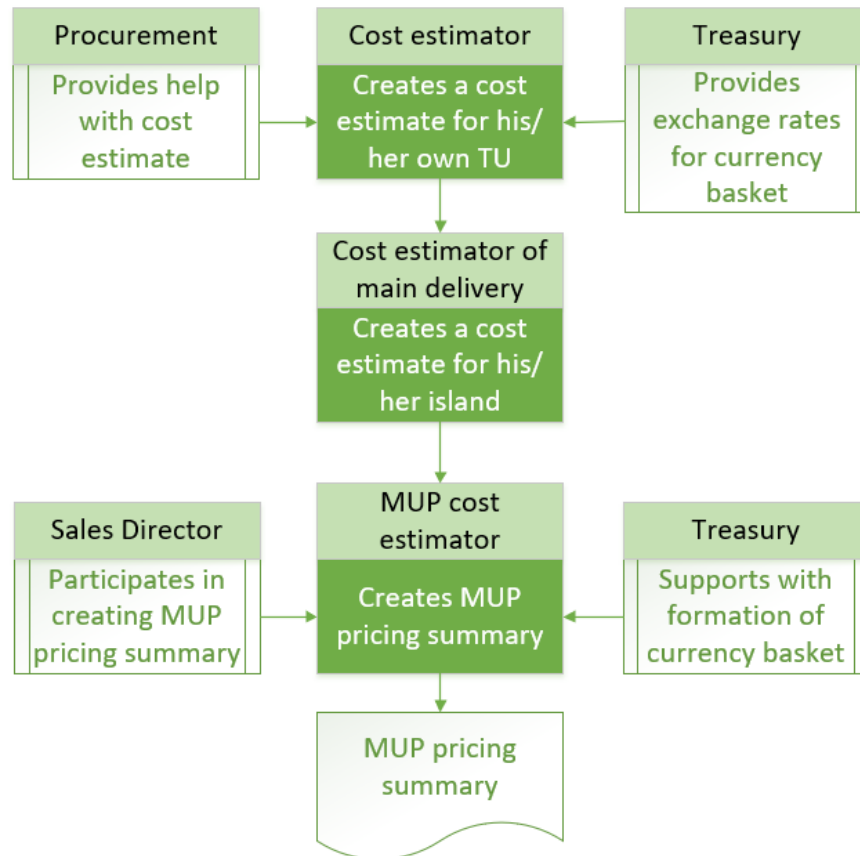 Procurement
Provides help
with cost
estimate
Cost estimator
Creates a cost
estimate for his/
her own TU
Treasury
Provides
exchange rates
for currency
basket
Cost estimator of
main delivery
Creates a cost
estimate for his/
her island
Sales Director
Participates in
creating MUP
pricing summary
MUP cost
estimator
Creates MUP
pricing summary
Treasury
Supports with
formation of
currency basket
MUP pricing
summary